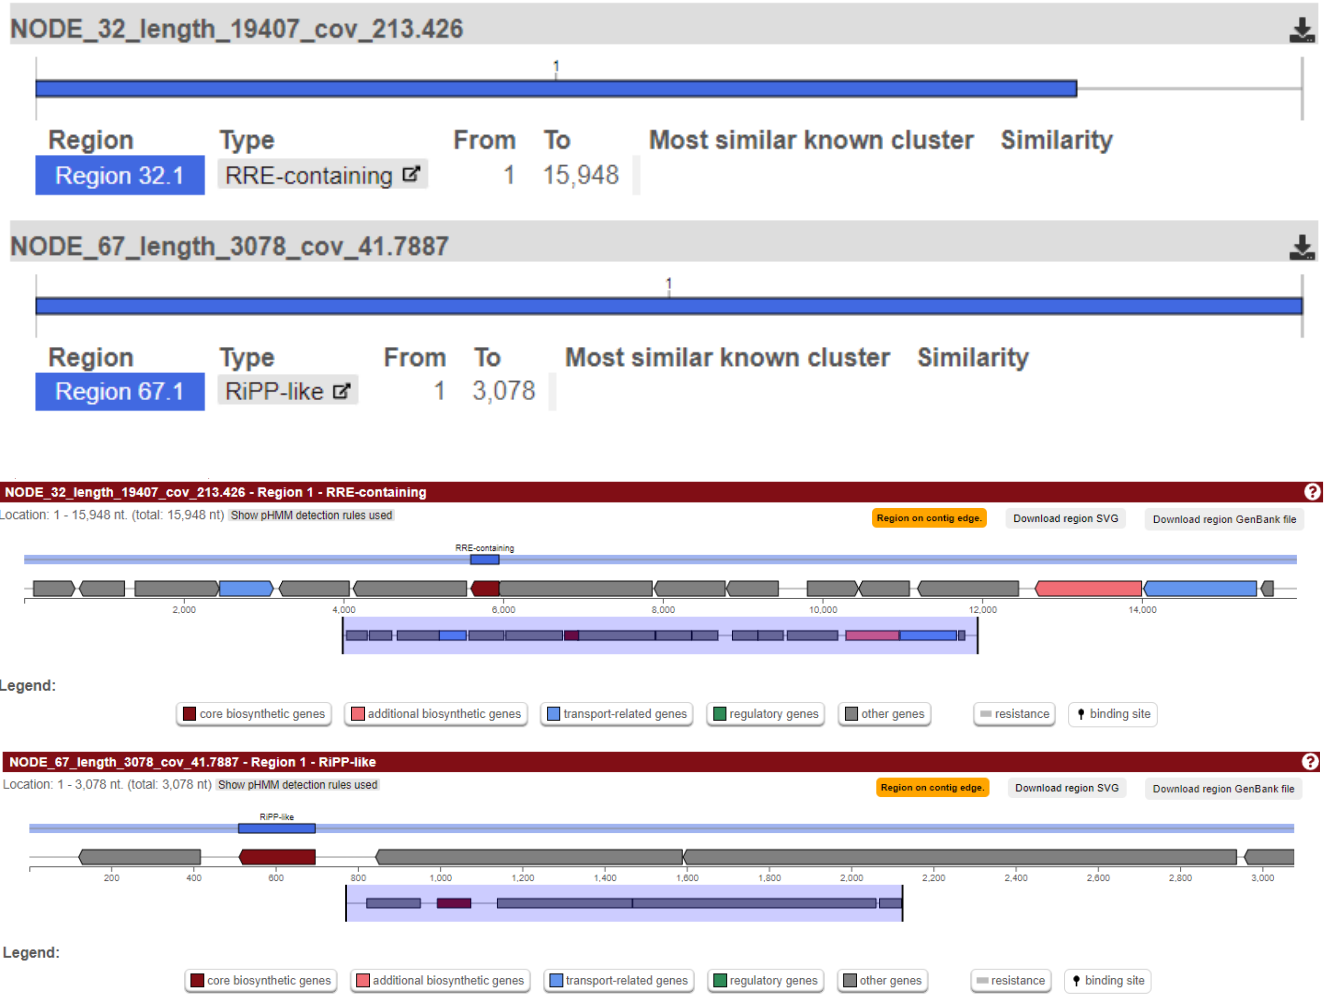 NODE_32_length_19407_cov_213.426
1
Region Type From To Most similar known cluster Similarity
Region 32.1 RRE-containing 1 15,948
NODE_67_length_3078_cov_41.7887
1
Region Type From To Most similar known cluster Similarity
Region 67.1 RiPP-like 1 3,078
NODE_32_length_19407_cov_213.426 - Region 1 - RRE-containing ?
Location: 1 - 15,948 nt. (total: 15,948 nt) Show pHMM detection rules used Region on contig edge. Download region SVG Download region GenBank file
RRE-containing
2,000 4,000 6,000 8,000 10,000 12,000 14,000
Legend:
core biosynthetic genes additional biosynthetic genes transport-related genes regulatory genes other genes resistance binding site
NODE_67_length_3078_cov_41.7887 - Region 1 - RiPP-like ?
Location: 1 - 3,078 nt. (total: 3,078 nt) Show pHMM detection rules used Region on contig edge. Download region SVG Download region GenBank file
RiPP-like
200 400 600 800 1,000 1,200 1,400 1,600 1,800 2,000 2,200 2,400 2,600 2,800 3,000
Legend:
core biosynthetic genes additional biosynthetic genes transport-related genes regulatory genes other genes resistance binding site